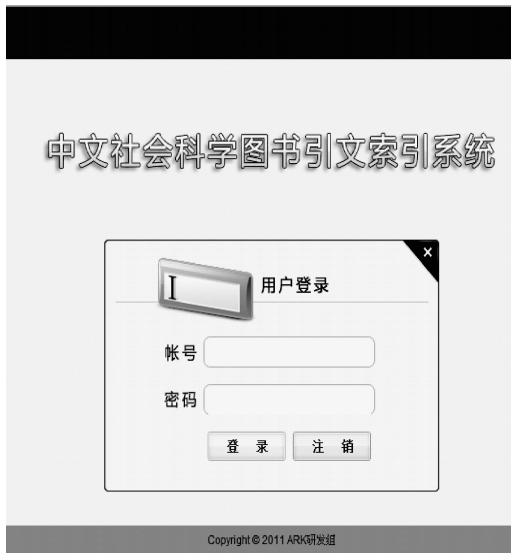 中文社会科学图书引文索引系统
×
用户登录
帐号
密码
登 录 注 销
Copyright © 2011 ARK研发组